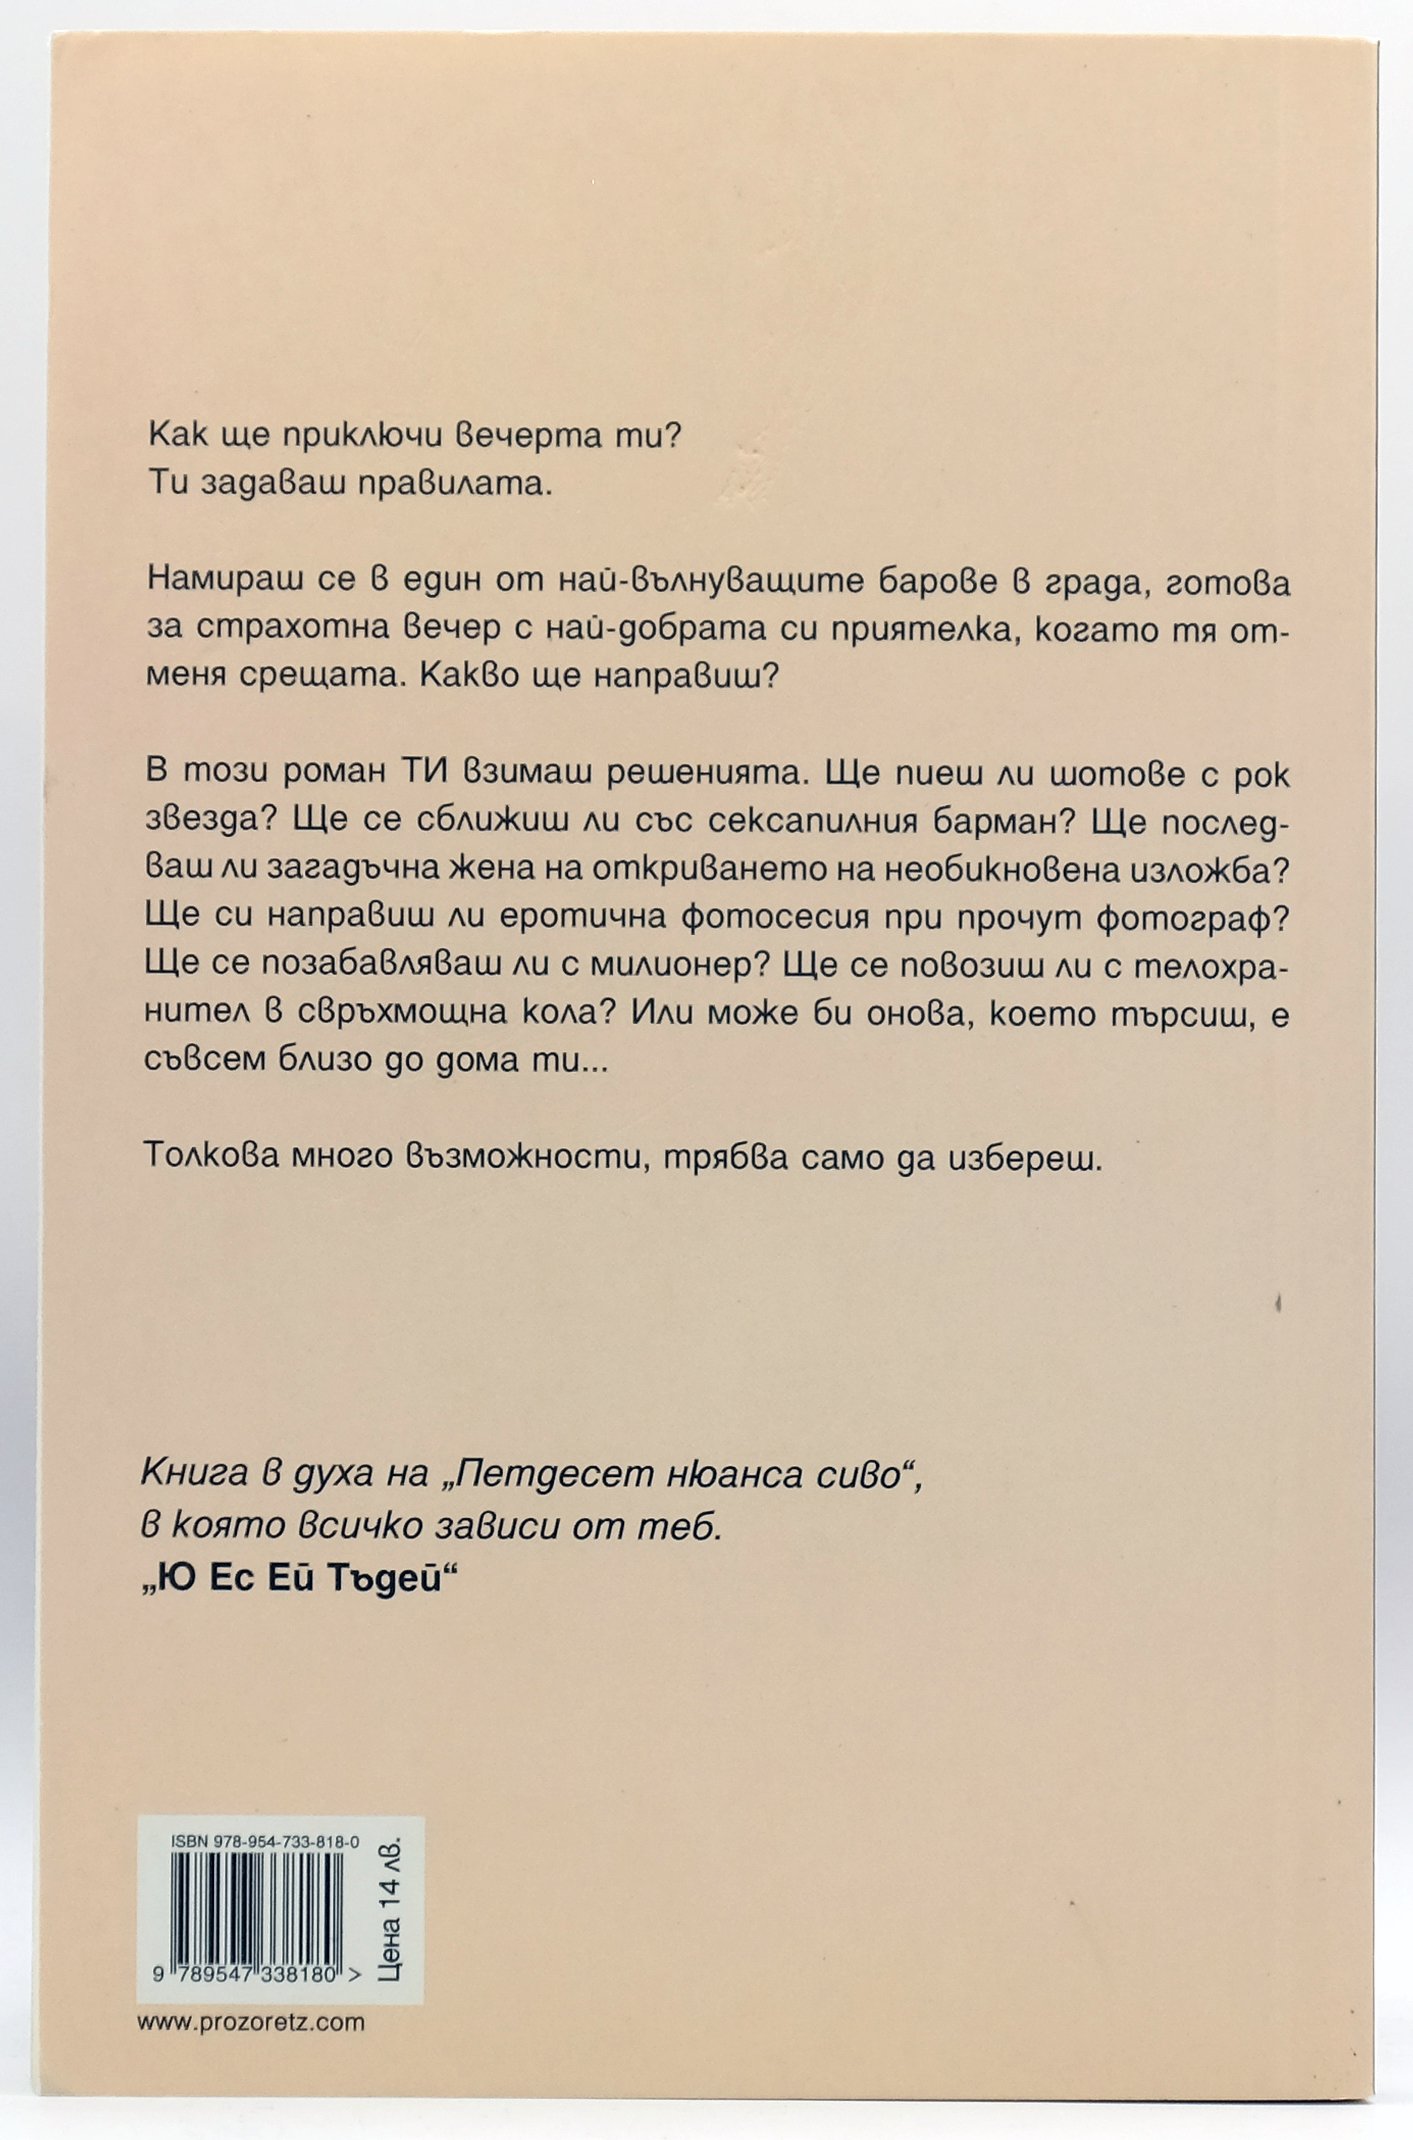 Как ще приключи вечерта ти?
Ти задаваш правилата.
Намираш се в един от най-вълнуващите барове в града, готова
за страхотна вечер с най-добрата си приятелка, когато тя от-
меня срещата. Какво ще направиш?
В този роман ТИ взимаш решенията. Ще пиеш ли шотове с рок
звезда? Ще се сближиш ли със сексапилния барман? Ще послед-
ваш ли загадъчна жена на откриването на необикновена изложба?
Ще си направиш ли еротична фотосесия при прочут фотограф?
Ще се позабавляваш ли с милионер? Ще се повозиш ли с телохра-
нител в свръхмощна кола? Или може би онова, което търсиш, е
съвсем близо до дома ти...
Толкова много възможности, трябва само да избереш.
Книга в духа на „Петдесет нюанса сиво“,
в която всичко зависи от теб.
„Ю Ес Ей Тъдей“
ISBN 978-954-733-818-0
9 789547 338180 >
Цена 14 лв.
www.prozoretz.com